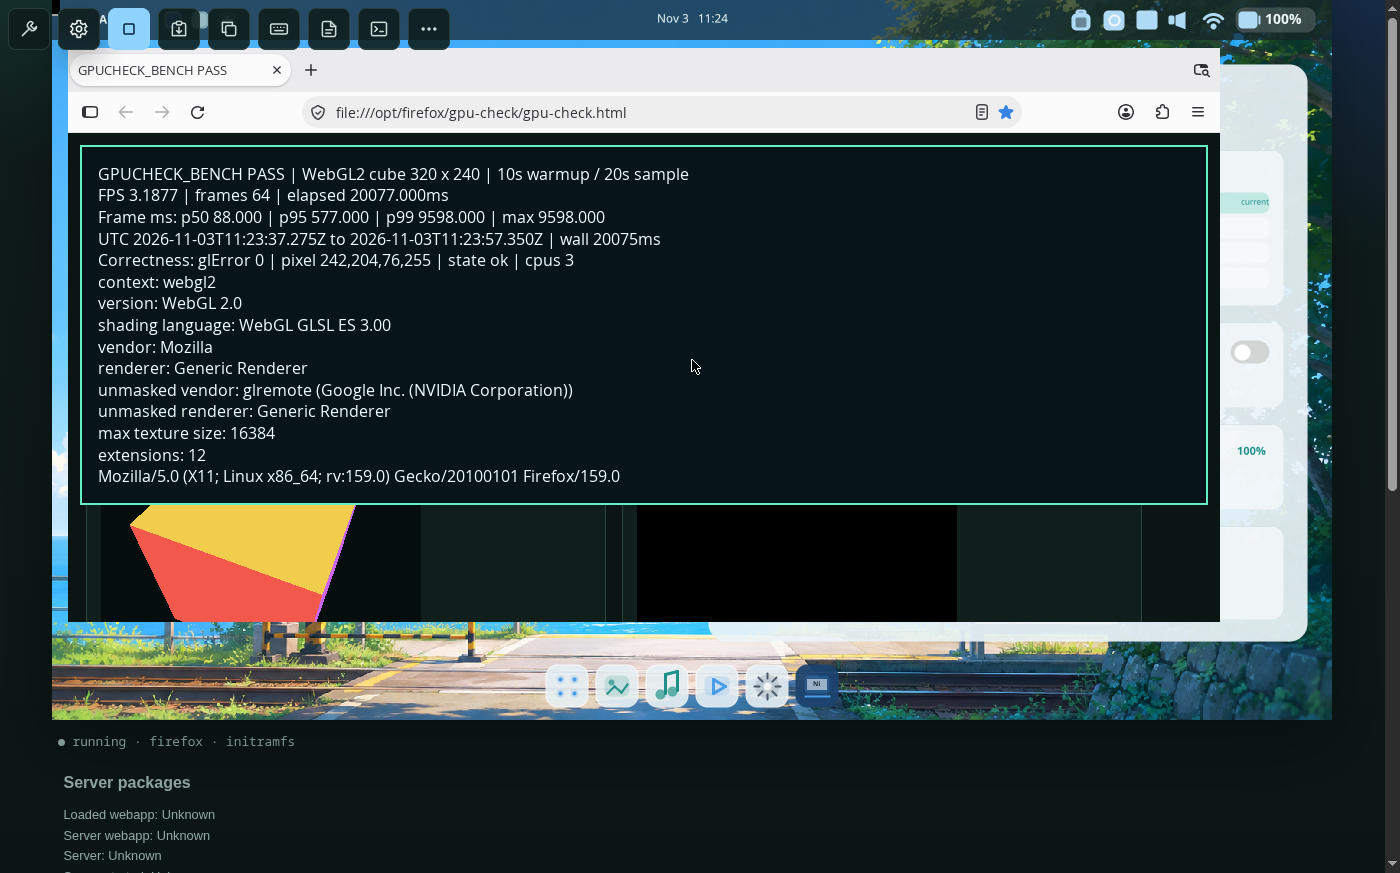 Nov 3 11:24
100%
GPUCHECK_BENCH PASS
file:///opt/firefox/gpu-check/gpu-check.html
GPUCHECK_BENCH PASS | WebGL2 cube 320 x 240 | 10s warmup / 20s sample
FPS 3.1877 | frames 64 | elapsed 20077.000ms
Frame ms: p50 88.000 | p95 577.000 | p99 9598.000 | max 9598.000
UTC 2026-11-03T11:23:37.275Z to 2026-11-03T11:23:57.350Z | wall 20075ms
Correctness: glError 0 | pixel 242,204,76,255 | state ok | cpus 3
context: webgl2
version: WebGL 2.0
shading language: WebGL GLSL ES 3.00
vendor: Mozilla
renderer: Generic Renderer
unmasked vendor: glremote (Google Inc. (NVIDIA Corporation))
unmasked renderer: Generic Renderer
max texture size: 16384
extensions: 12
Mozilla/5.0 (X11; Linux x86_64; rv:159.0) Gecko/20100101 Firefox/159.0
current
100%
Ni
● running · firefox · initramfs
Server packages
Loaded webapp: Unknown
Server webapp: Unknown
Server: Unknown